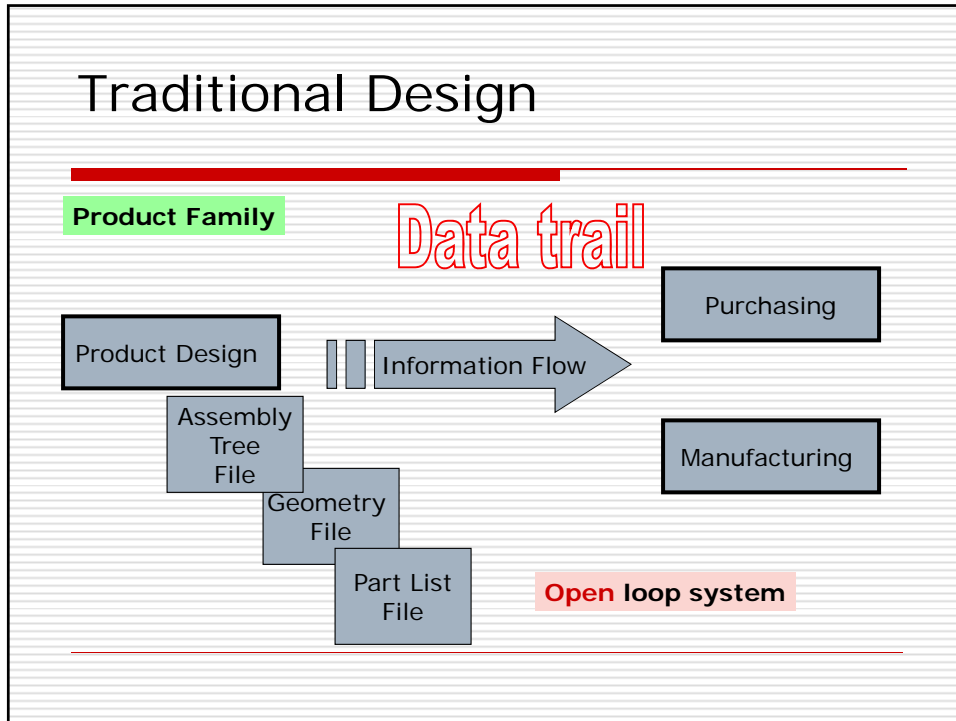 Traditional Design
Product Family
Data trail
Purchasing
Product Design
Information Flow
Assembly
Tree
File
Manufacturing
Geometry
File
Part List
File
Open loop system